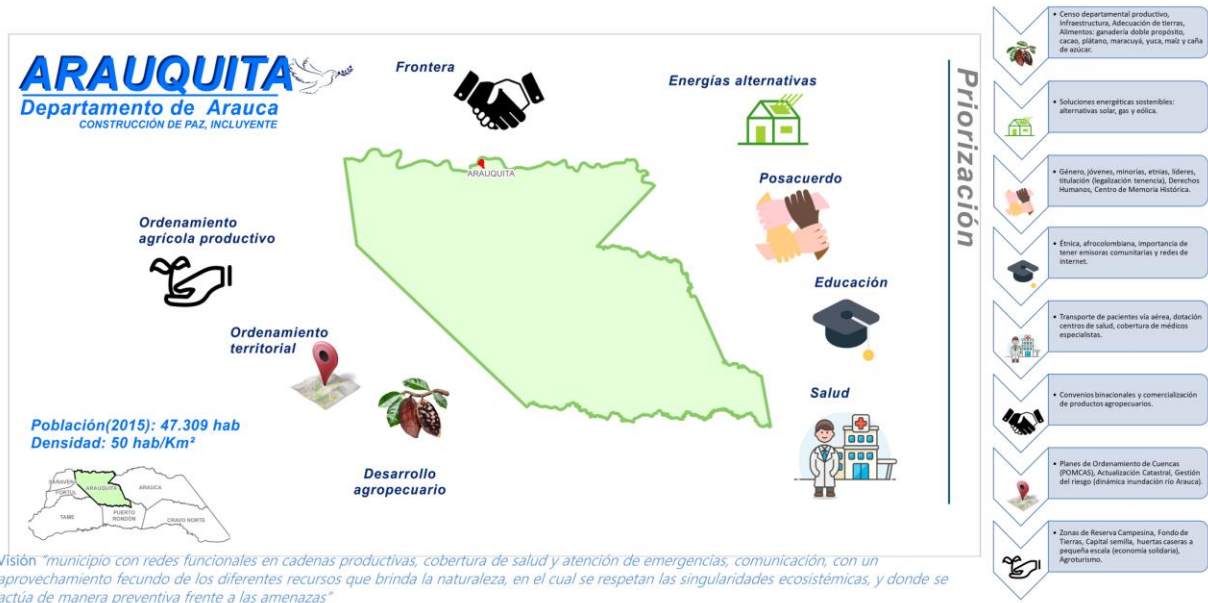 ARAUQUITA
Departamento de Arauca
CONSTRUCCIÓN DE PAZ, INCLUYENTE
Frontera
Energías alternativas
ARAUQUITA
Posacuerdo
Ordenamiento
agrícola productivo
Educación
Ordenamiento
territorial
Salud
Desarrollo
agropecuario
Población(2015): 47.309 hab
Densidad: 50 hab/Km²
SARAVENA
FORTUL
ARAUQUITA
ARAUCA
TAME
PUERTO
RONDÓN
CRAVO NORTE
Priorización
Visión "municipio con redes funcionales en cadenas productivas, cobertura de salud y atención de emergencias, comunicación, con un
aprovechamiento fecundo de los diferentes recursos que brinda la naturaleza, en el cual se respetan las singularidades ecosistémicas, y donde se
actúa de manera preventiva frente a las amenazas"
• Censo departamental productivo,
Infraestructura, Adecuación de tierras,
Alimentos: ganadería doble propósito,
cacao, plátano, maracuyá, yuca, maíz y caña
de azúcar.
• Soluciones energéticas sostenibles:
alternativas solar, gas y eólica.
• Género, jóvenes, minorías, etnias, líderes,
titulación (legalización tenencia), Derechos
Humanos, Centro de Memoria Histórica.
• Étnica, afrocolombiana, importancia de
tener emisoras comunitarias y redes de
internet.
• Transporte de pacientes vía aérea, dotación
centros de salud, cobertura de médicos
especialistas.
• Convenios binacionales y comercialización
de productos agropecuarios.
• Planes de Ordenamiento de Cuencas
(POMCAS), Actualización Catastral, Gestión
del riesgo (dinámica inundación río Arauca).
• Zonas de Reserva Campesina, Fondo de
Tierras, Capital semilla, huertas caseras a
pequeña escala (economía solidaria),
Agroturismo.